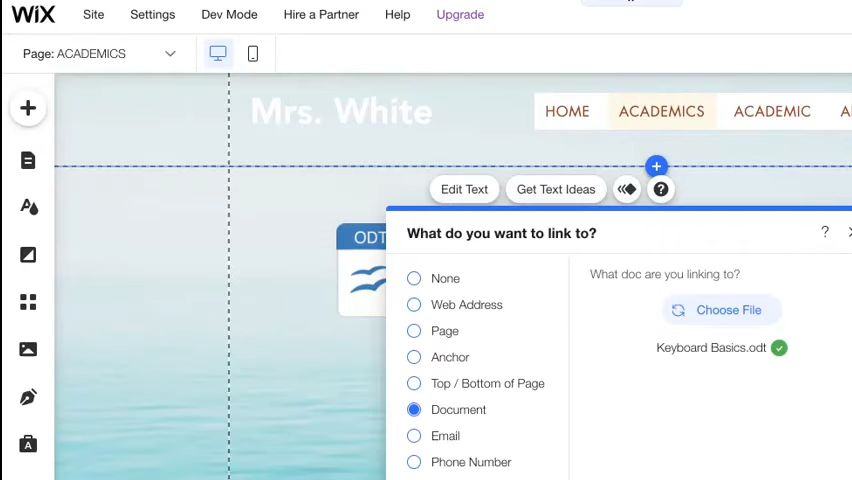 WiX Site Settings Dev Mode Hire a Partner Help Upgrade
Page: ACADEMICS
Mrs. White HOME ACADEMICS ACADEMIC
Edit Text Get Text Ideas ?
ODT
What do you want to link to? ?
None
Web Address
Page
Anchor
Top / Bottom of Page
Document
Email
Phone Number
What doc are you linking to?
Choose File
Keyboard Basics.odt